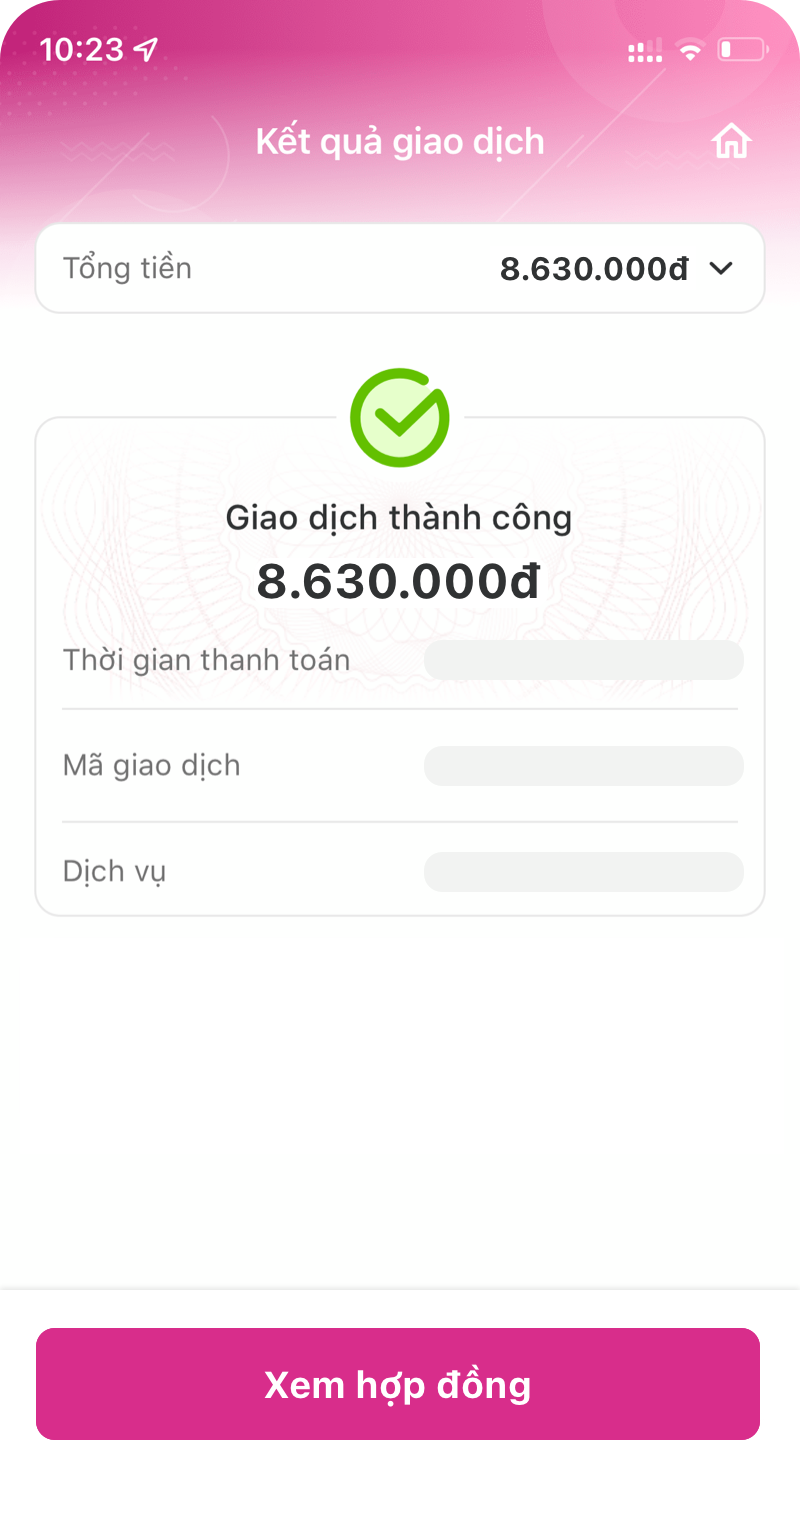 10:23
Kết quả giao dịch
Tổng tiền 8.630.000đ
Giao dịch thành công
8.630.000đ
Thời gian thanh toán
Mã giao dịch
Dịch vụ
Xem hợp đồng